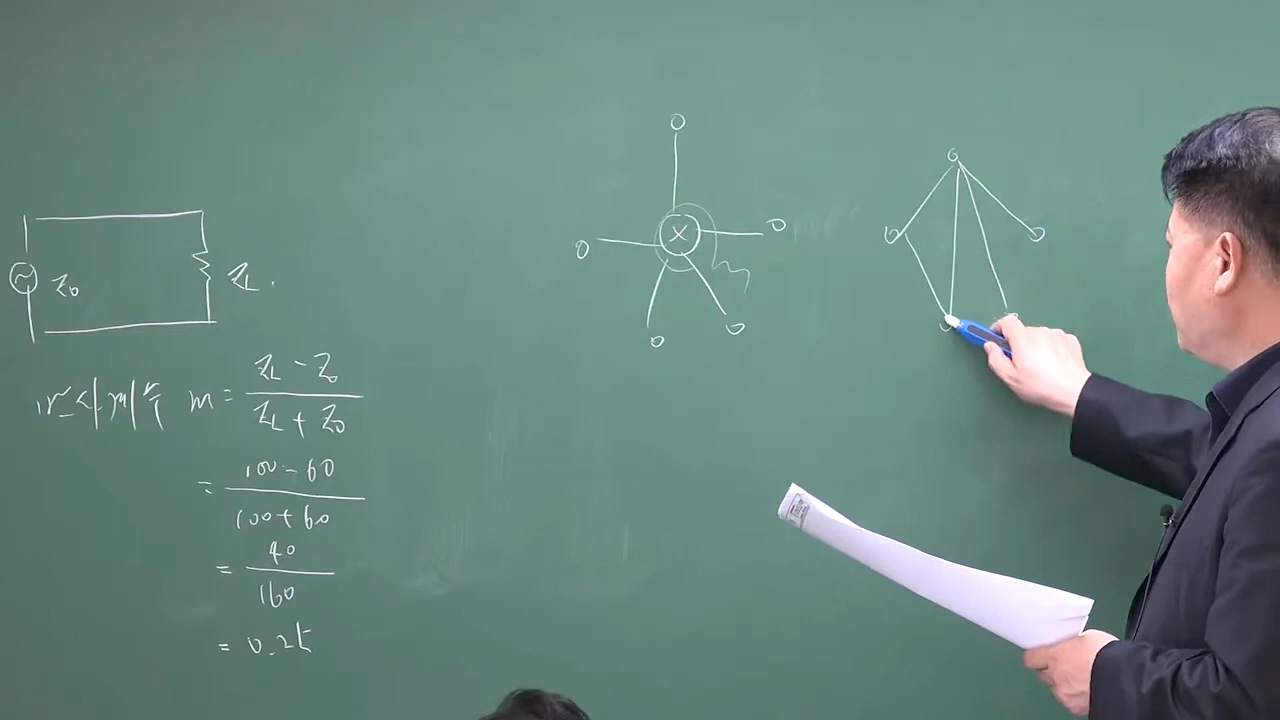 Z₀
Z_L .
반사계수 m = (Z_L - Z₀) / (Z_L + Z₀)
= (100 - 60) / (100 + 60)
= 40 / 160
= 0.25
X